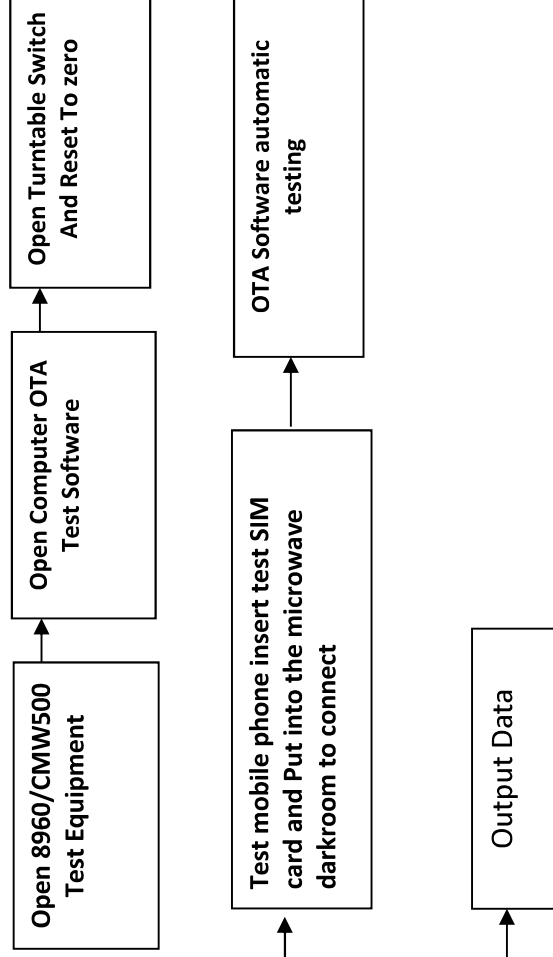 Open 8960/CMW500
Test Equipment
Open Computer OTA
Test Software
Open Turntable Switch
And Reset To zero
Test mobile phone insert test SIM
card and Put into the microwave
darkroom to connect
OTA Software automatic
testing
Output Data